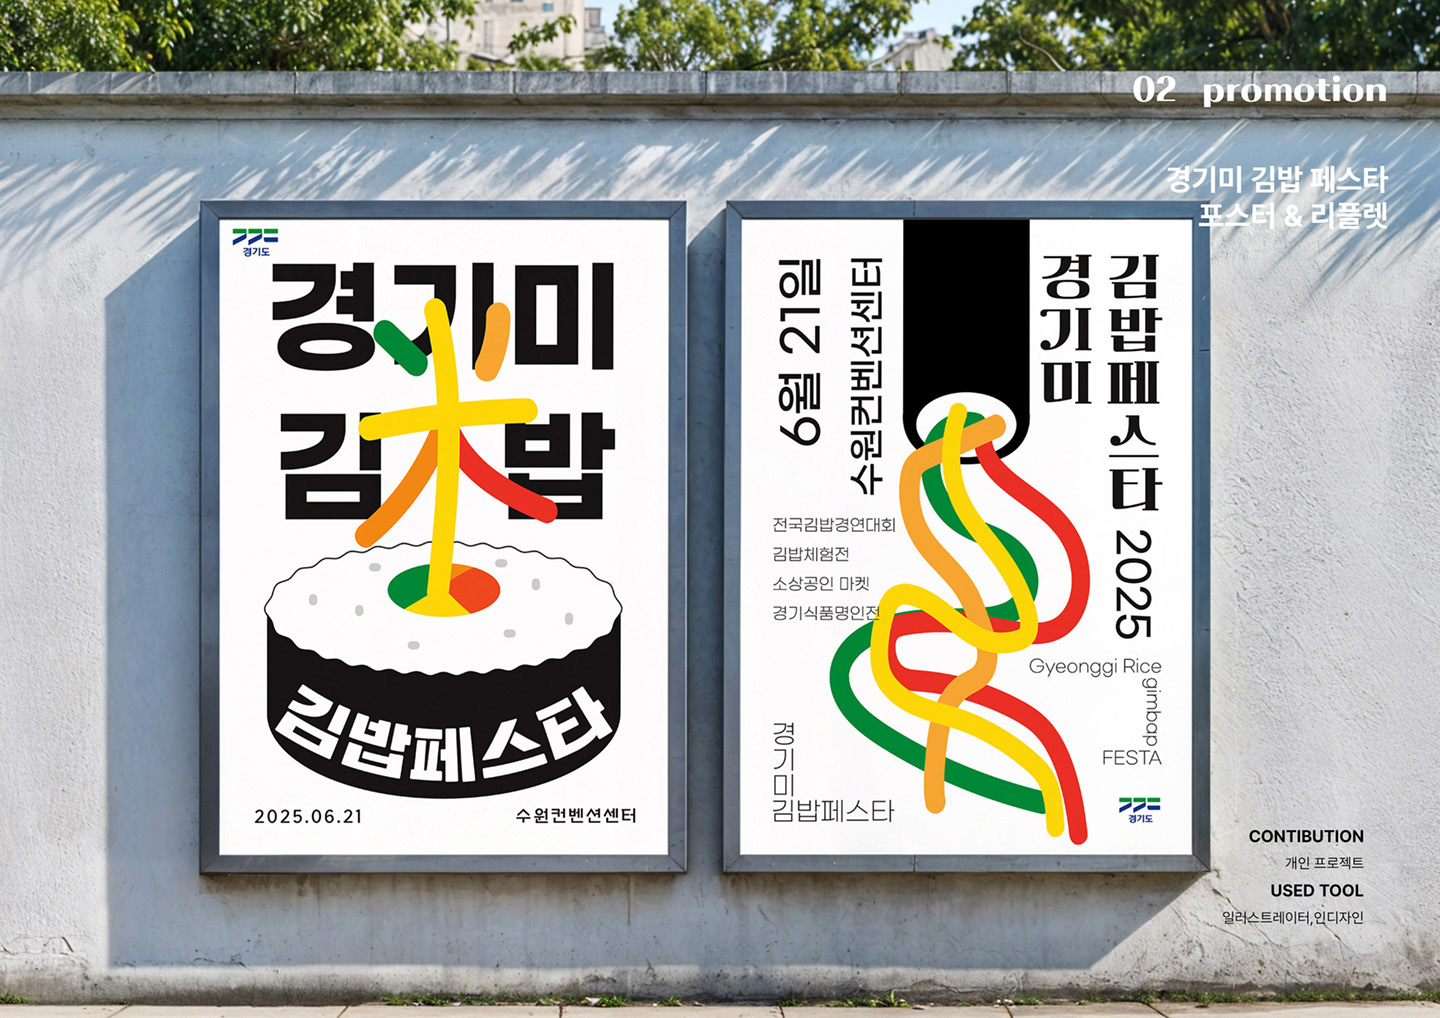 02 promotion
경기미 김밥 페스타
포스터 & 리플렛
경기도
경기미
김밥
米
김밥페스타
2025.06.21
수원컨벤션센터
6월 21일
수원컨벤션센터
김밥페스타 2025
경기미
전국김밥경연대회
김밥체험전
소상공인 마켓
경기식품명인전
Gyeonggi Rice
gimbap
FESTA
경
기
미
김밥페스타
경기도
CONTIBUTION
개인 프로젝트
USED TOOL
일러스트레이터,인디자인